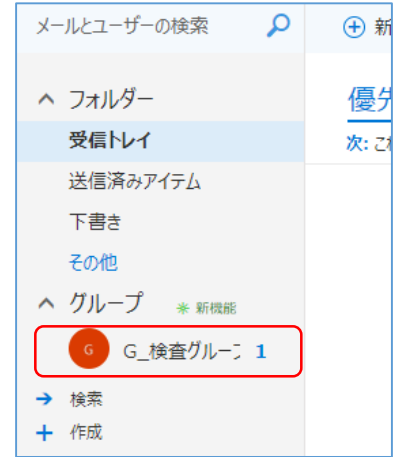 メールとユーザーの検索
新
フォルダー
優先
受信トレイ
次: これ
送信済みアイテム
下書き
その他
グループ 新機能
G G_検査グループ 1
検索
作成